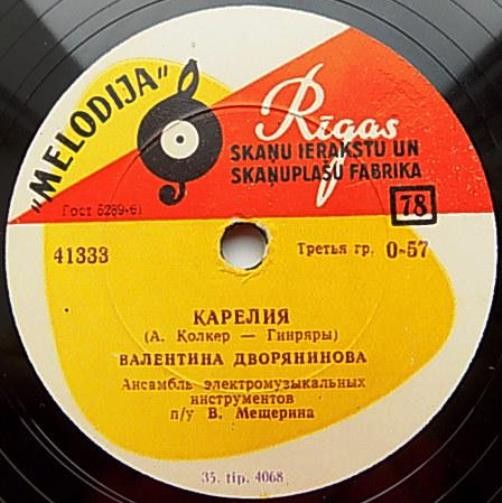 "MELODIJA"
Rīgas
SKAŅU IERAKSTU UN
SKAŅUPLAŠU FABRIKA
78
Гост 5289-61
41333
Третья гр. 0-57
КАРЕЛИЯ
(А. Колкер — Гинряры)
ВАЛЕНТИНА ДВОРЯНИНОВА
Ансамбль электромузыкальных
инструментов
п/у В. Мещерина
35. tip. 4068